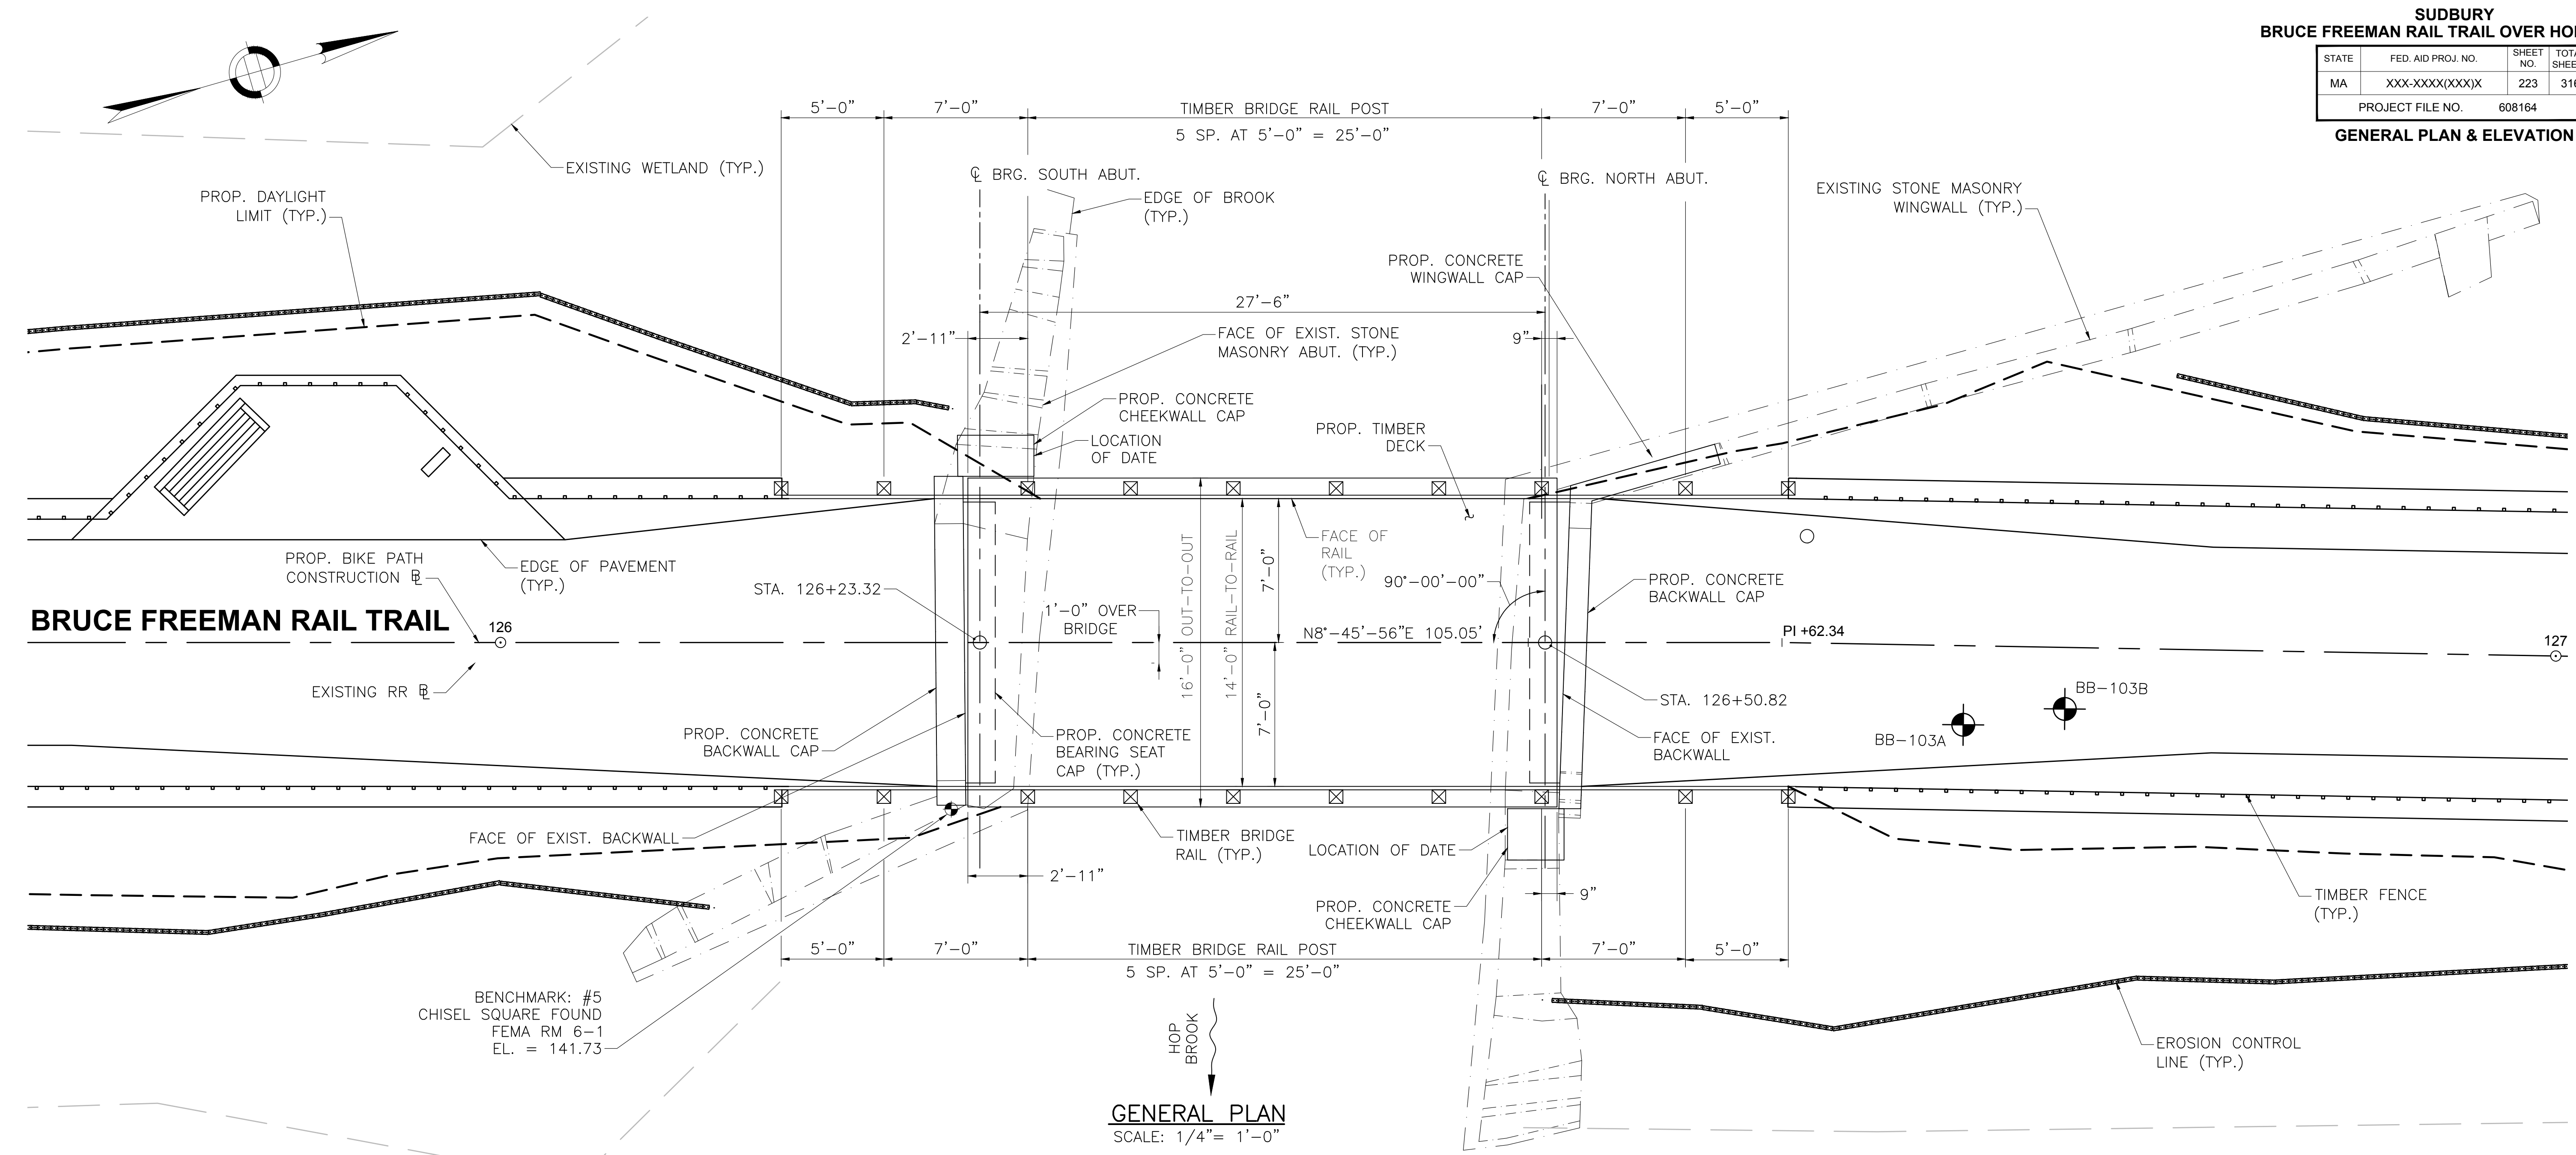 SUDBURY
BRUCE FREEMAN RAIL TRAIL OVER
STATE
FED. AID PROJ. NO.
SHEET
NO.
MA
XXX-XXXX(XXX)X
223
316
PROJECT FILE NO. 608164
GENERAL PLAN & ELEVATION
5'-0"
7'-0"
TIMBER BRIDGE RAIL POST
5 SP. AT 5'-0" = 25'-0"
7'-0"
5'-0"
EXISTING WETLAND (TYP.)
℄ BRG. SOUTH ABUT.
℄ BRG. NORTH ABUT.
PROP. DAYLIGHT
LIMIT (TYP.)
EDGE OF BROOK
(TYP.)
EXISTING STONE MASONRY
WINGWALL (TYP.)
PROP. CONCRETE
WINGWALL CAP
27'-6"
2'-11"
FACE OF EXIST. STONE
MASONRY ABUT. (TYP.)
9"
PROP. CONCRETE
CHEEKWALL CAP
LOCATION
OF DATE
PROP. TIMBER
DECK
FACE OF
RAIL
(TYP.)
16'-0" OUT-TO-OUT
14'-0" RAIL-TO-RAIL
7'-0"
7'-0"
90°-00'-00"
PROP. BIKE PATH
CONSTRUCTION ℄
EDGE OF PAVEMENT
(TYP.)
STA. 126+23.32
1'-0" OVER
BRIDGE
PROP. CONCRETE
BACKWALL CAP
BRUCE FREEMAN RAIL TRAIL
126
N8°-45'-56"E 105.05'
PI +62.34
127
EXISTING RR ℄
STA. 126+50.82
BB-103B
BB-103A
PROP. CONCRETE
BACKWALL CAP
PROP. CONCRETE
BEARING SEAT
CAP (TYP.)
FACE OF EXIST.
BACKWALL
FACE OF EXIST. BACKWALL
TIMBER BRIDGE
RAIL (TYP.)
LOCATION OF DATE
2'-11"
9"
PROP. CONCRETE
CHEEKWALL CAP
TIMBER FENCE
(TYP.)
5'-0"
7'-0"
TIMBER BRIDGE RAIL POST
5 SP. AT 5'-0" = 25'-0"
7'-0"
5'-0"
BENCHMARK: #5
CHISEL SQUARE FOUND
FEMA RM 6-1
EL. = 141.73
HOP
BROOK
EROSION CONTROL
LINE (TYP.)
GENERAL PLAN
SCALE: 1/4"= 1'-0"